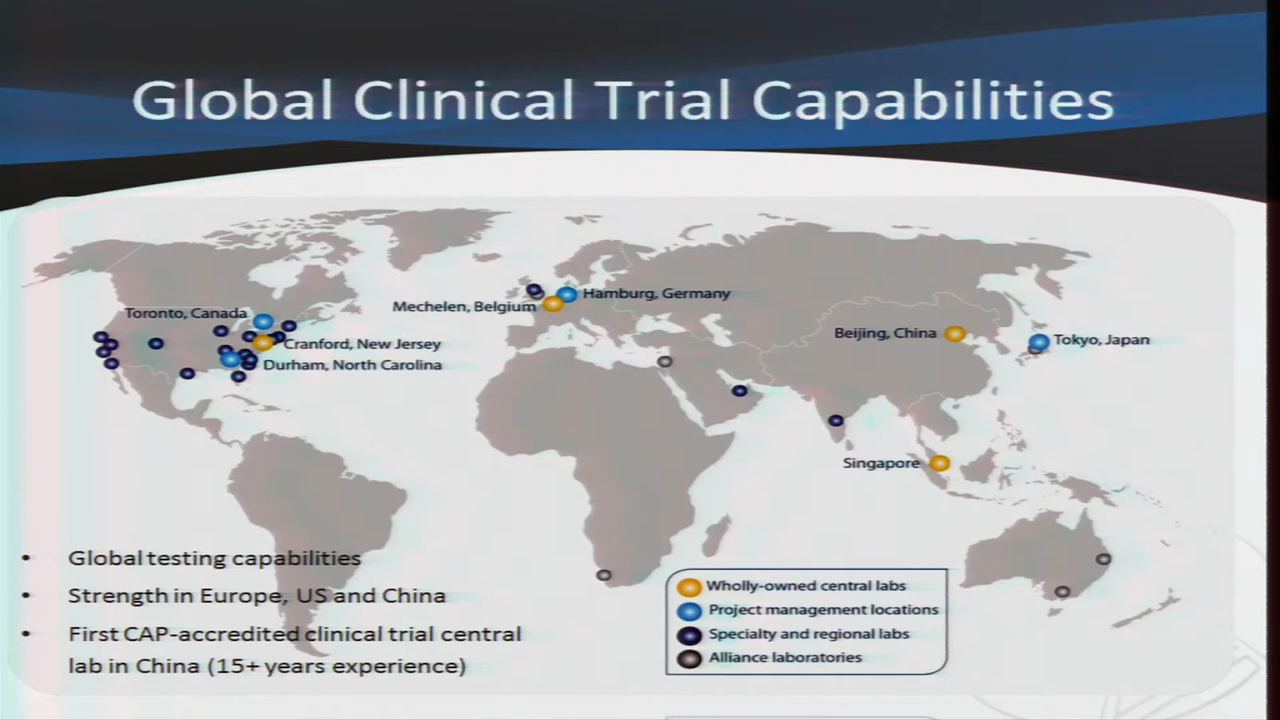 Global Clinical Trial Capabilities
Toronto, Canada
Cranford, New Jersey
Durham, North Carolina
Mechelen, Belgium
Hamburg, Germany
Beijing, China
Tokyo, Japan
Singapore
• Global testing capabilities
• Strength in Europe, US and China
• First CAP-accredited clinical trial central
lab in China (15+ years experience)
Wholly-owned central labs
Project management locations
Specialty and regional labs
Alliance laboratories